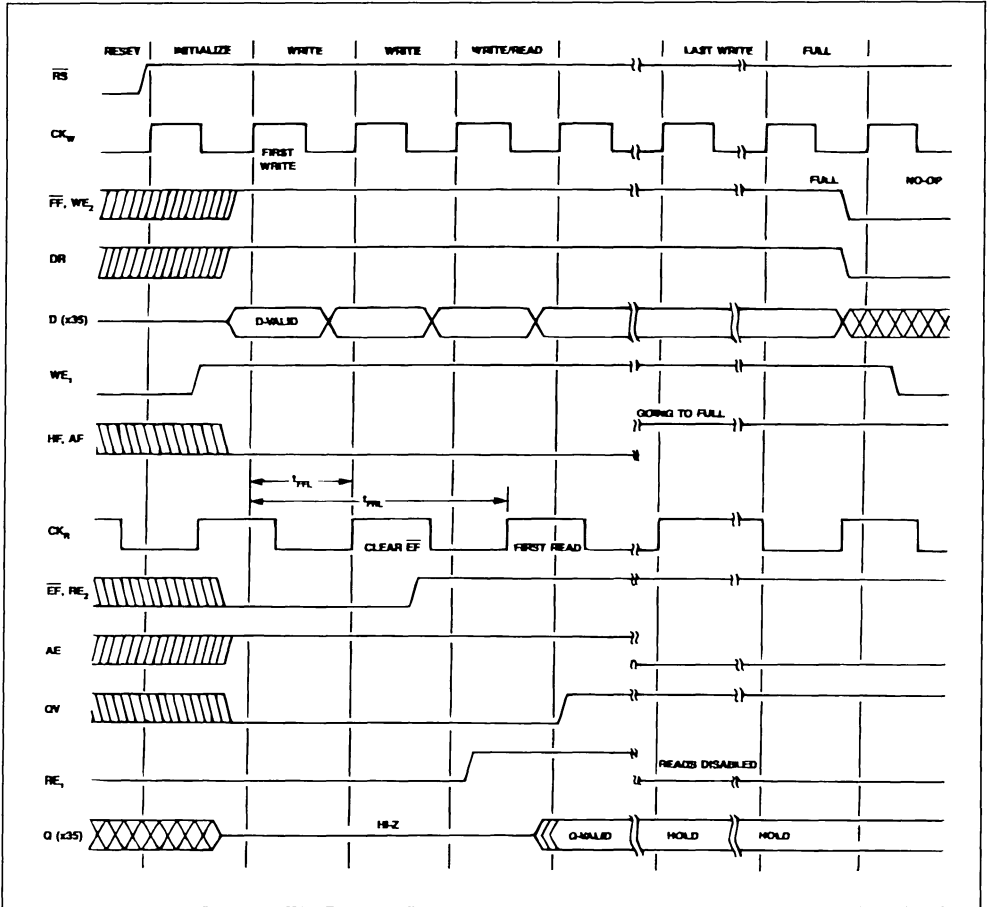 RESET INITIALIZE WRITE WRITE WRITE/READ LAST WRITE FULL
RS
CKW
FIRST
WRITE
FULL NO-OP
FF, WE2
DR
D (x35) D-VALID
WE1
GOING TO FULL
HF, AF
tFFL
tFRL
CKR
CLEAR EF FIRST READ
EF, RE2
AE
QV
READS DISABLED
RE1
HI-Z
Q (x35) Q-VALID HOLD HOLD